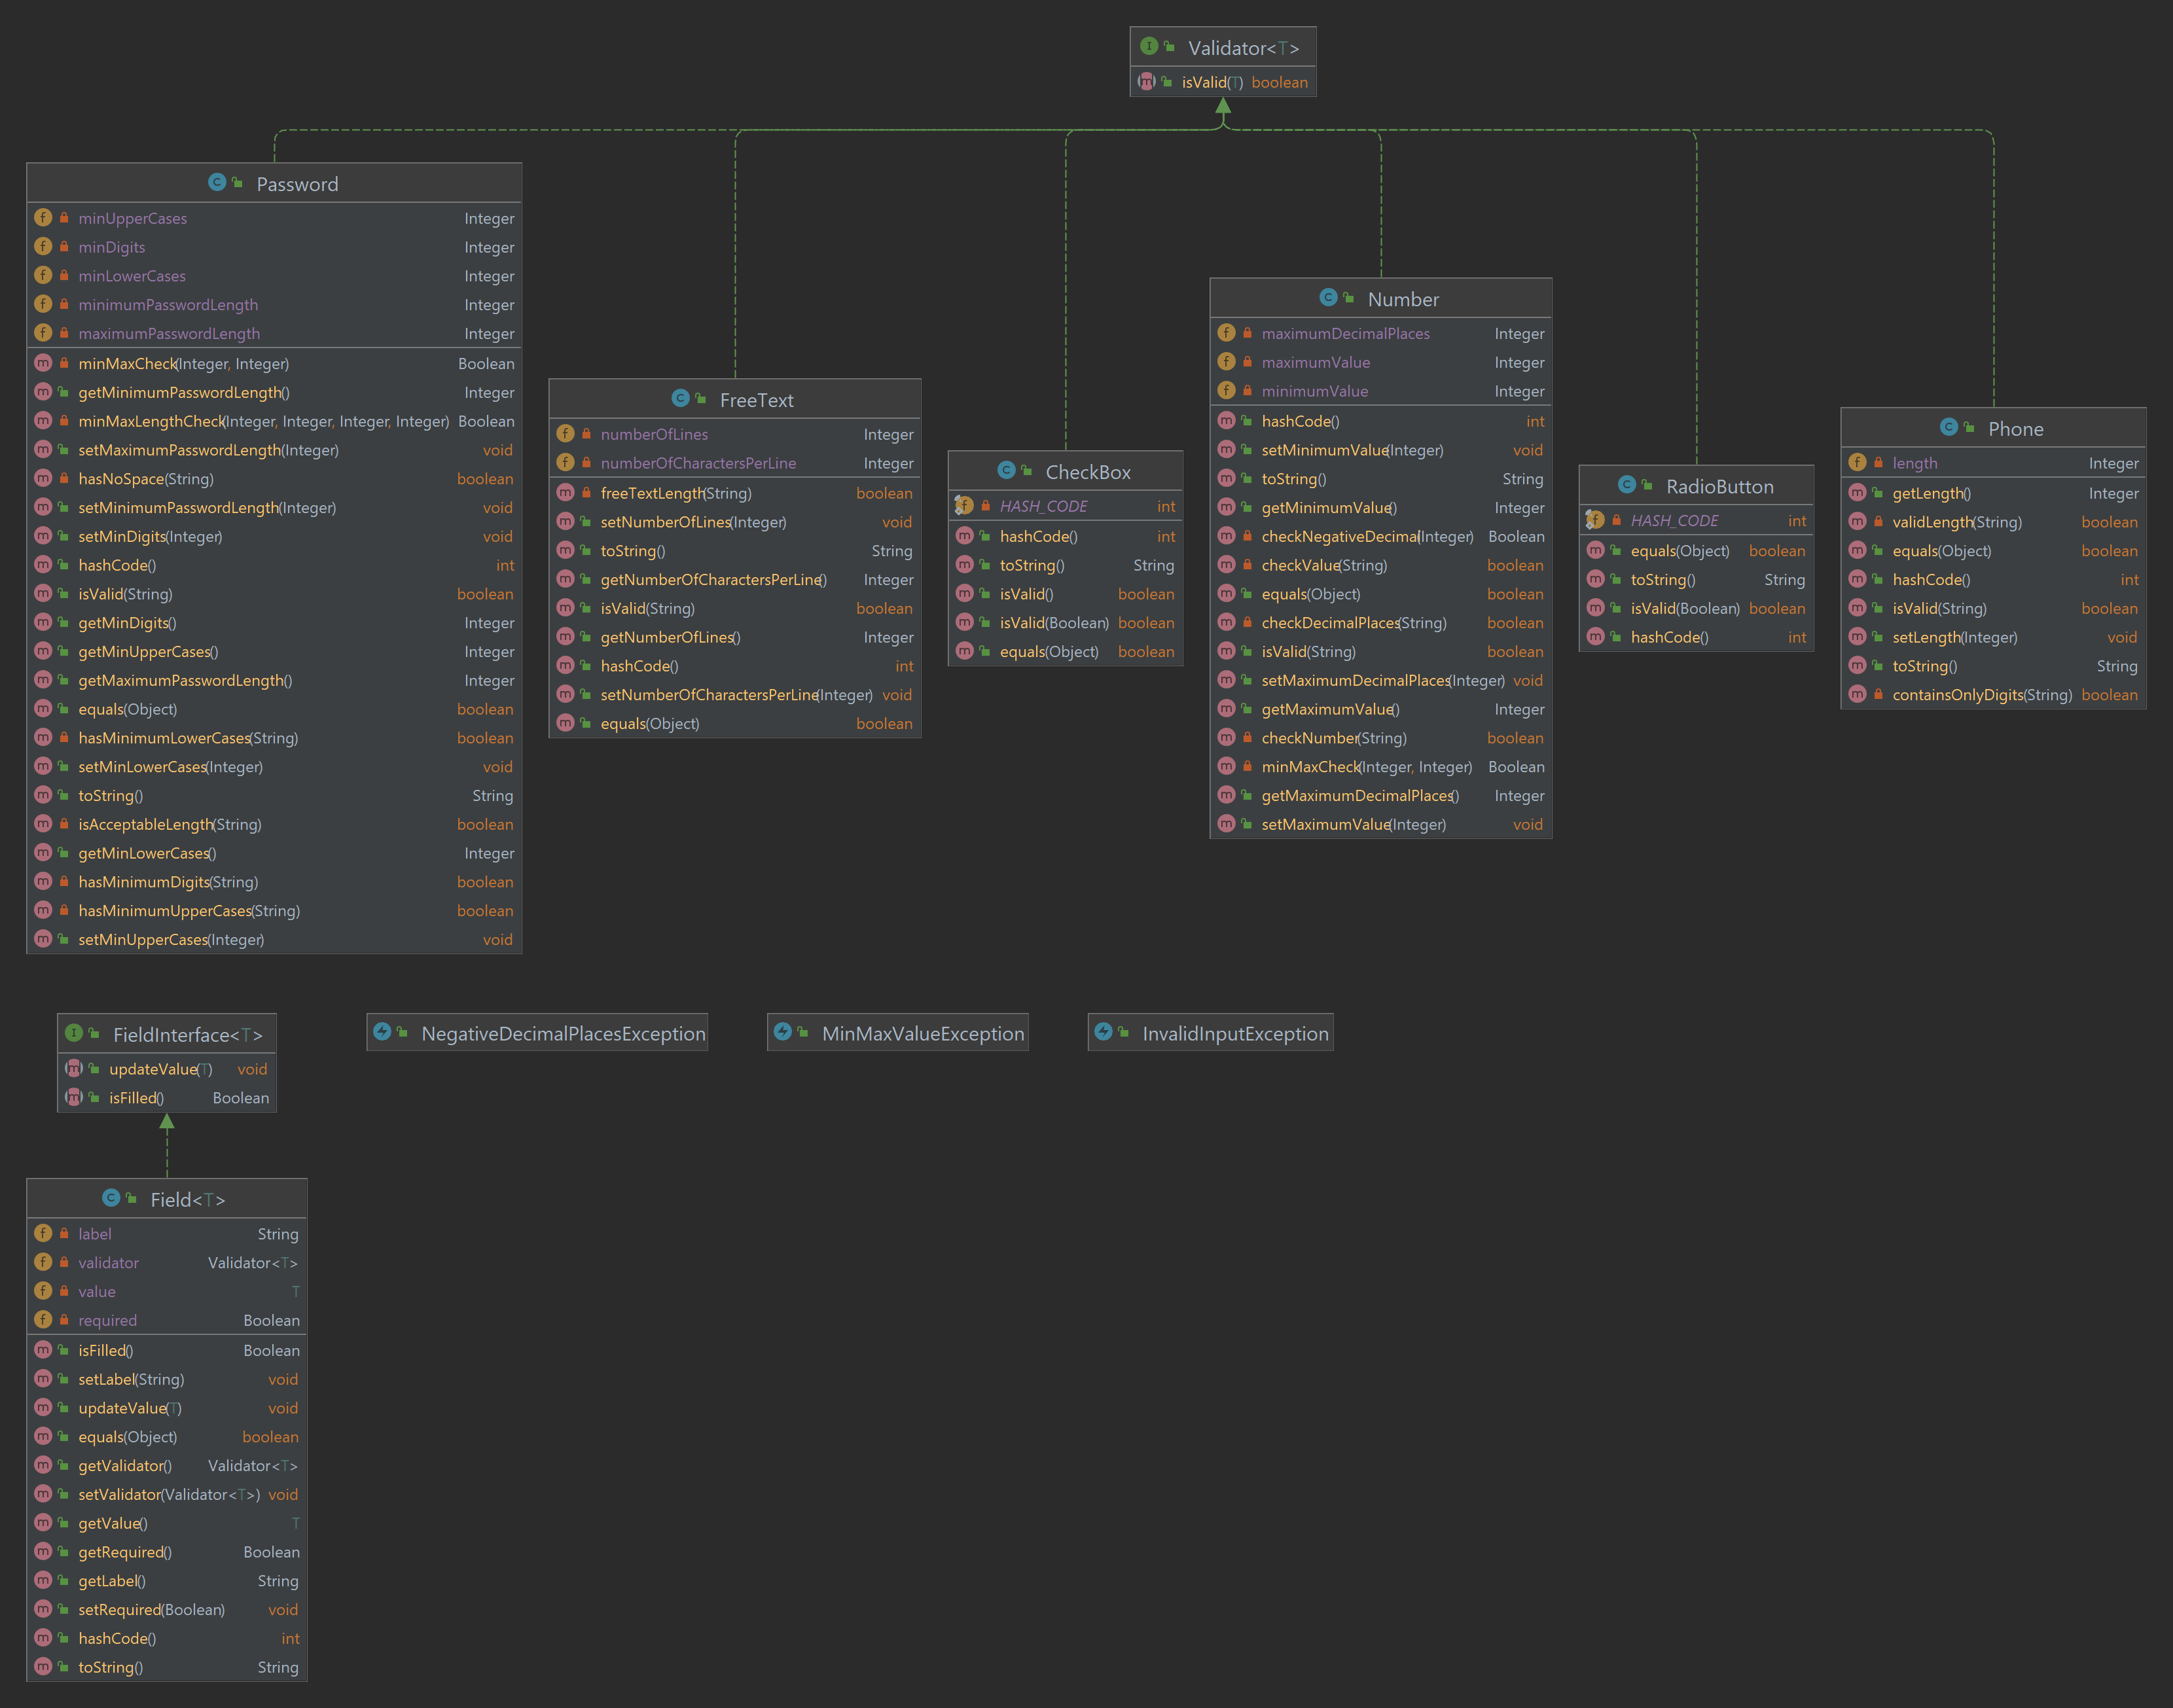 Validator<T>
isValid(T) boolean
Password
minUpperCases Integer
minDigits Integer
minLowerCases Integer
minimumPasswordLength Integer
maximumPasswordLength Integer
minMaxCheck(Integer, Integer) Boolean
getMinimumPasswordLength() Integer
minMaxLengthCheck(Integer, Integer, Integer, Integer) Boolean
setMaximumPasswordLength(Integer) void
hasNoSpace(String) boolean
setMinimumPasswordLength(Integer) void
setMinDigits(Integer) void
hashCode() int
isValid(String) boolean
getMinDigits() Integer
getMinUpperCases() Integer
getMaximumPasswordLength() Integer
equals(Object) boolean
hasMinimumLowerCases(String) boolean
setMinLowerCases(Integer) void
toString() String
isAcceptableLength(String) boolean
getMinLowerCases() Integer
hasMinimumDigits(String) boolean
hasMinimumUpperCases(String) boolean
setMinUpperCases(Integer) void
FreeText
numberOfLines Integer
numberOfCharactersPerLine Integer
freeTextLength(String) boolean
setNumberOfLines(Integer) void
toString() String
getNumberOfCharactersPerLine() Integer
isValid(String) boolean
getNumberOfLines() Integer
hashCode() int
setNumberOfCharactersPerLine(Integer) void
equals(Object) boolean
CheckBox
HASH_CODE int
hashCode() int
toString() String
isValid() boolean
isValid(Boolean) boolean
equals(Object) boolean
Number
maximumDecimalPlaces Integer
maximumValue Integer
minimumValue Integer
hashCode() int
setMinimumValue(Integer) void
toString() String
getMinimumValue() Integer
checkNegativeDecimal(Integer) Boolean
checkValue(String) boolean
equals(Object) boolean
checkDecimalPlaces(String) boolean
isValid(String) boolean
setMaximumDecimalPlaces(Integer) void
getMaximumValue() Integer
checkNumber(String) boolean
minMaxCheck(Integer, Integer) Boolean
getMaximumDecimalPlaces() Integer
setMaximumValue(Integer) void
RadioButton
HASH_CODE int
equals(Object) boolean
toString() String
isValid(Boolean) boolean
hashCode() int
Phone
length Integer
getLength() Integer
validLength(String) boolean
equals(Object) boolean
hashCode() int
isValid(String) boolean
setLength(Integer) void
toString() String
containsOnlyDigits(String) boolean
FieldInterface<T>
updateValue(T) void
isFilled() Boolean
NegativeDecimalPlacesException
MinMaxValueException
InvalidInputException
Field<T>
label String
validator Validator<T>
value T
required Boolean
isFilled() Boolean
setLabel(String) void
updateValue(T) void
equals(Object) boolean
getValidator() Validator<T>
setValidator(Validator<T>) void
getValue() T
getRequired() Boolean
getLabel() String
setRequired(Boolean) void
hashCode() int
toString() String